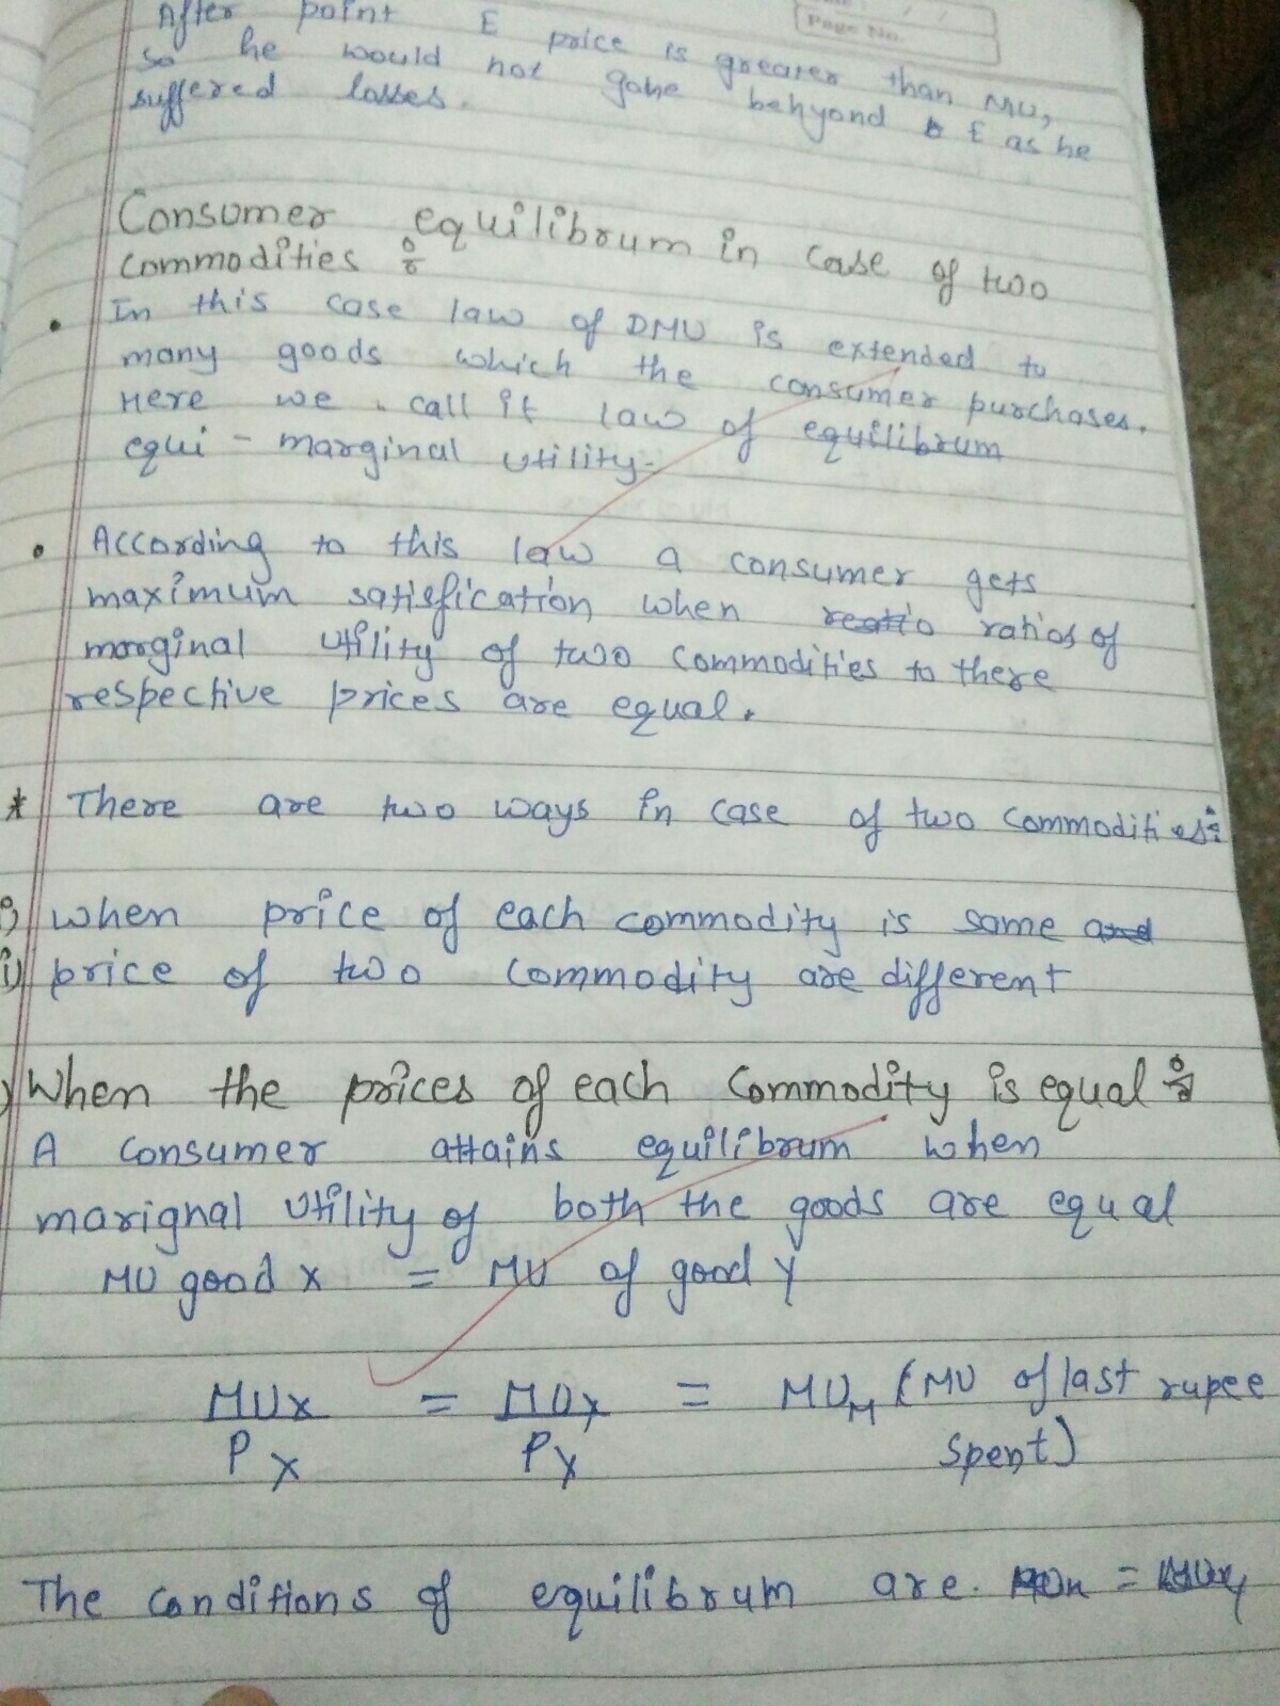 Page No.
After point E price is greater than MU,
so he would not gone behyond E as he
suffered losses.
Consumer equilibrum in case of two
commodities :
• In this case law of DMU is extended to
many goods which the consumer purchases.
Here we call it law of equilibrum
equi - marginal utility.
• According to this law a consumer gets
maximum satisfication when reatio ratios of
marginal utility of two commodities to there
respective prices are equal.
* There are two ways in case of two commodities:
i) when price of each commodity is same and
ii) price of two commodity are different
) When the prices of each commodity is equal :
A consumer attains equilibrum when
marignal utility of both the goods are equal
MU good x = MU of good y
MUx = MUy = MUM (MU of last rupee
Px Py spent)
The conditions of equilibrum are.